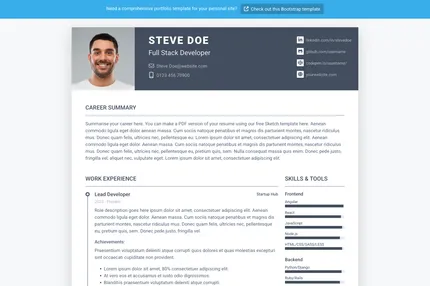 Need a comprehensive portfolio template for your personal site? Check out this Bootstrap template
STEVE DOE
Full Stack Developer
Steve.Doe@website.com
0123 456 78900
linkedin.com/in/stevedoe
github.com/username
codepen.io/username/
yourwebsite.com
CAREER SUMMARY
Summarise your career here. You can make a PDF version of your resume using our free Sketch template here. Aenean
commodo ligula eget dolor aenean massa. Cum sociis natoque penatibus et magnis dis parturient montes, nascetur ridiculus
mus. Donec quam felis, ultricies nec, pellentesque eu. Lorem ipsum dolor sit amet, consectetuer adipiscing elit. Aenean
commodo ligula eget dolor aenean massa. Cum sociis natoque penatibus et magnis dis parturient montes, nascetur ridiculus
mus. Donec quam felis, ultricies nec, pellentesque eu, pretium quis, sem. Nulla consequat massa quis enim. Donec pede justo,
fringilla vel, aliquet nec, vulputate eget. Lorem ipsum dolor sit amet, consectetuer adipiscing elit.
WORK EXPERIENCE
Lead Developer
Startup Hub
Role description goes here ipsum dolor sit amet, consectetuer adipiscing elit. Aenean
commodo ligula eget dolor. Aenean massa. Cum sociis natoque penatibus et magnis
dis parturient montes, nascetur ridiculus mus. Donec quam felis, ultricies nec,
pellentesque eu, pretium quis, sem. Donec pede justo, fringilla vel.
Achievements:
Praesentium voluptatum deleniti atque corrupti quos dolores et quas molestias excepturi sint
occaecati cupiditate non provident.
Lorem ipsum dolor sit amet, 80% consectetuer adipiscing elit.
At vero eos et accusamus et iusto odio dignissimos.
Blanditiis praesentium voluptatum deleniti atque corrupti.
SKILLS & TOOLS
Frontend
Angular
React
JavaScript
Node.js
HTML/CSS/SASS/LESS
Backend
Python/Django
Ruby/Rails